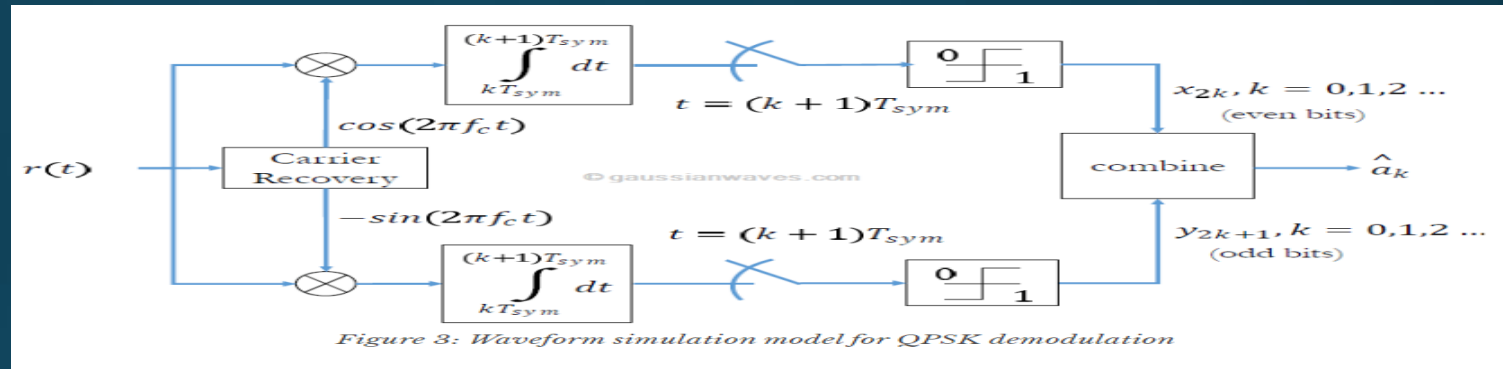 (k+1)T_sym
∫ dt
kT_sym
t = (k + 1)T_sym
0
1
x_2k, k = 0,1,2 ...
(even bits)
cos(2πf_ct)
r(t)
Carrier
Recovery
© gaussianwaves.com
combine
â_k
−sin(2πf_ct)
t = (k + 1)T_sym
y_2k+1, k = 0,1,2 ...
(odd bits)
(k+1)T_sym
∫ dt
kT_sym
0
1
Figure 3: Waveform simulation model for QPSK demodulation